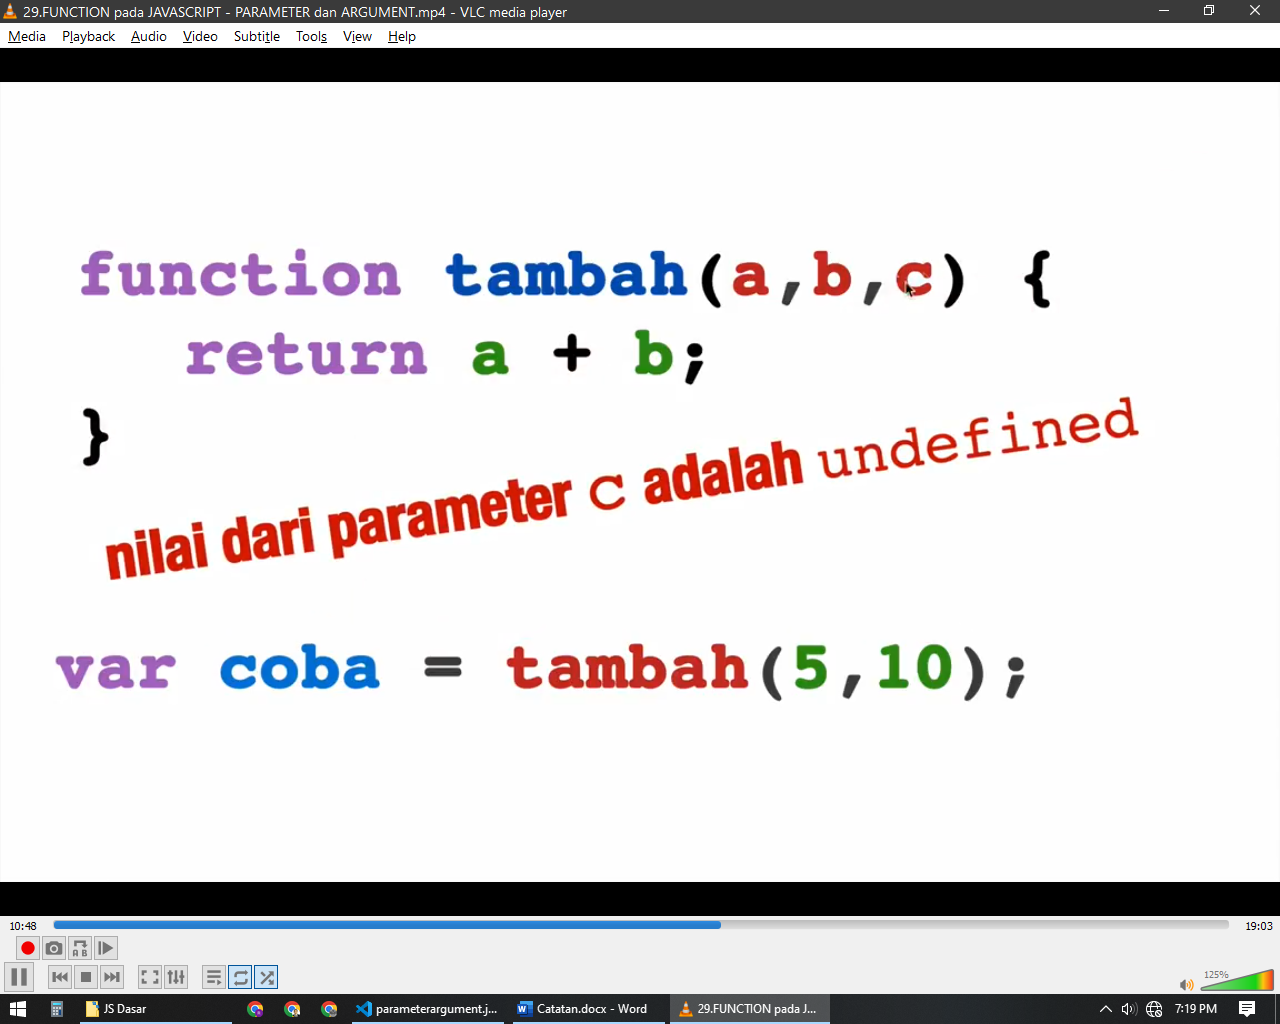 29.FUNCTION pada JAVASCRIPT - PARAMETER dan ARGUMENT.mp4 - VLC media player
Media Playback Audio Video Subtitle Tools View Help
function tambah(a,b,c) {
return a + b;
}
nilai dari parameter c adalah undefined
var coba = tambah(5,10);
10:48
19:03
A B
125%
JS Dasar
parameterargument.j...
Catatan.docx - Word
29.FUNCTION pada J...
7:19 PM